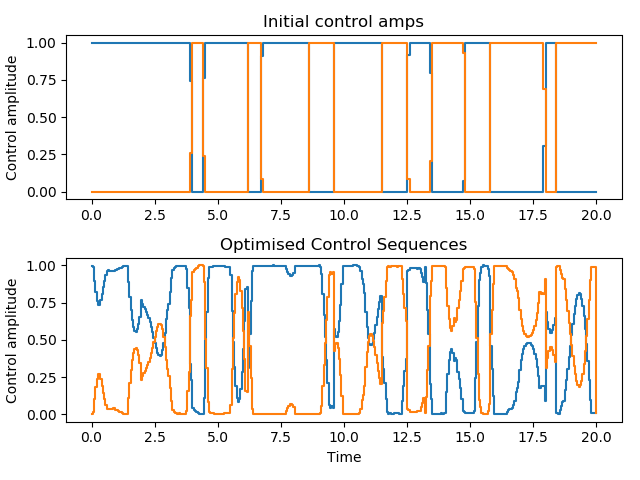 Initial control amps
Control amplitude
1.00
0.75
0.50
0.25
0.00
0.0 2.5 5.0 7.5 10.0 12.5 15.0 17.5 20.0
Optimised Control Sequences
Control amplitude
1.00
0.75
0.50
0.25
0.00
0.0 2.5 5.0 7.5 10.0 12.5 15.0 17.5 20.0
Time